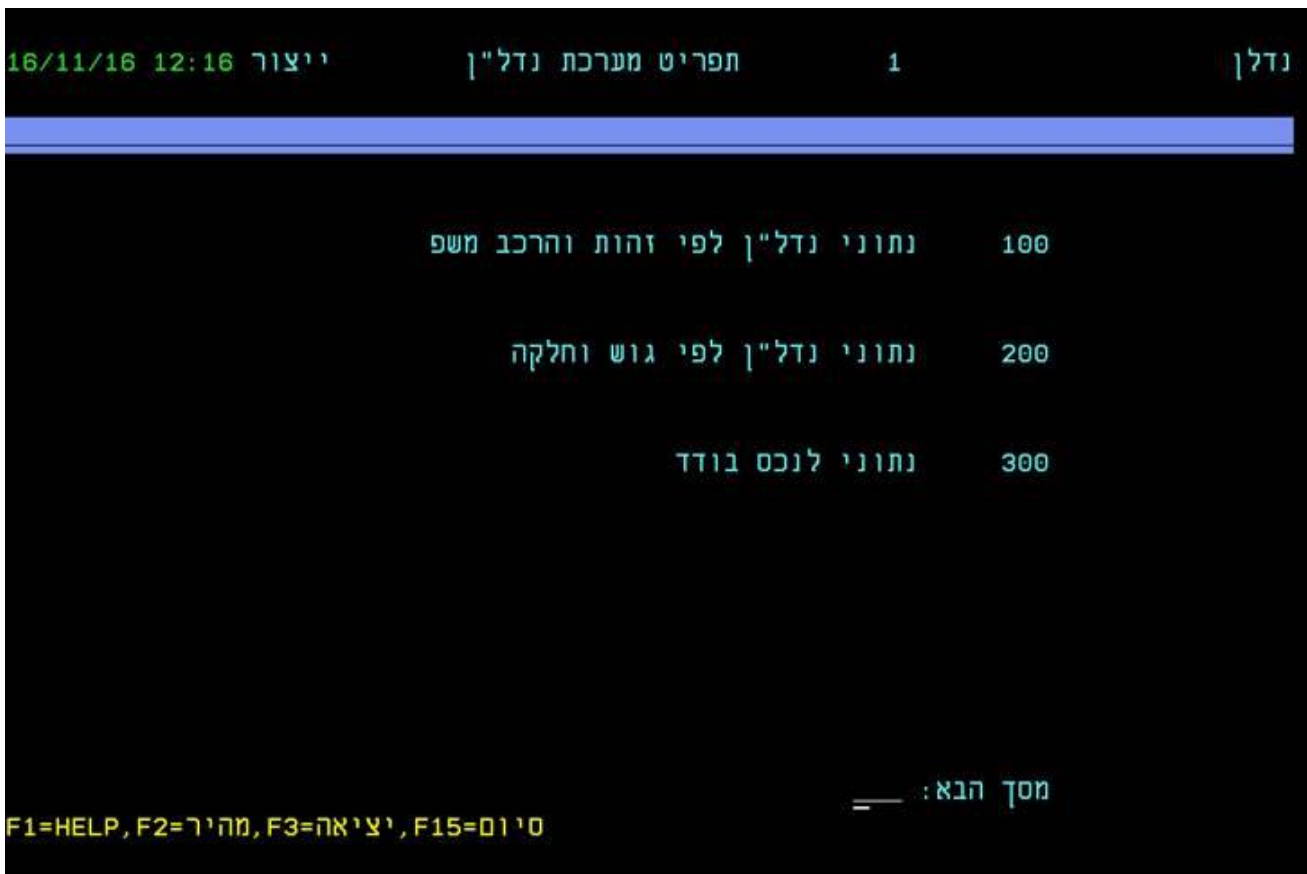 נדלן 1 תפריט מערכת נדל"ן ייצור 16/11/16 12:16
100 נתוני נדל"ן לפי זהות והרכב משפ
200 נתוני נדל"ן לפי גוש וחלקה
300 נתוני לנכס בודד
מסך הבא: ___
F1=HELP,F2=מהיר,F3=יציאה,F15=סיום